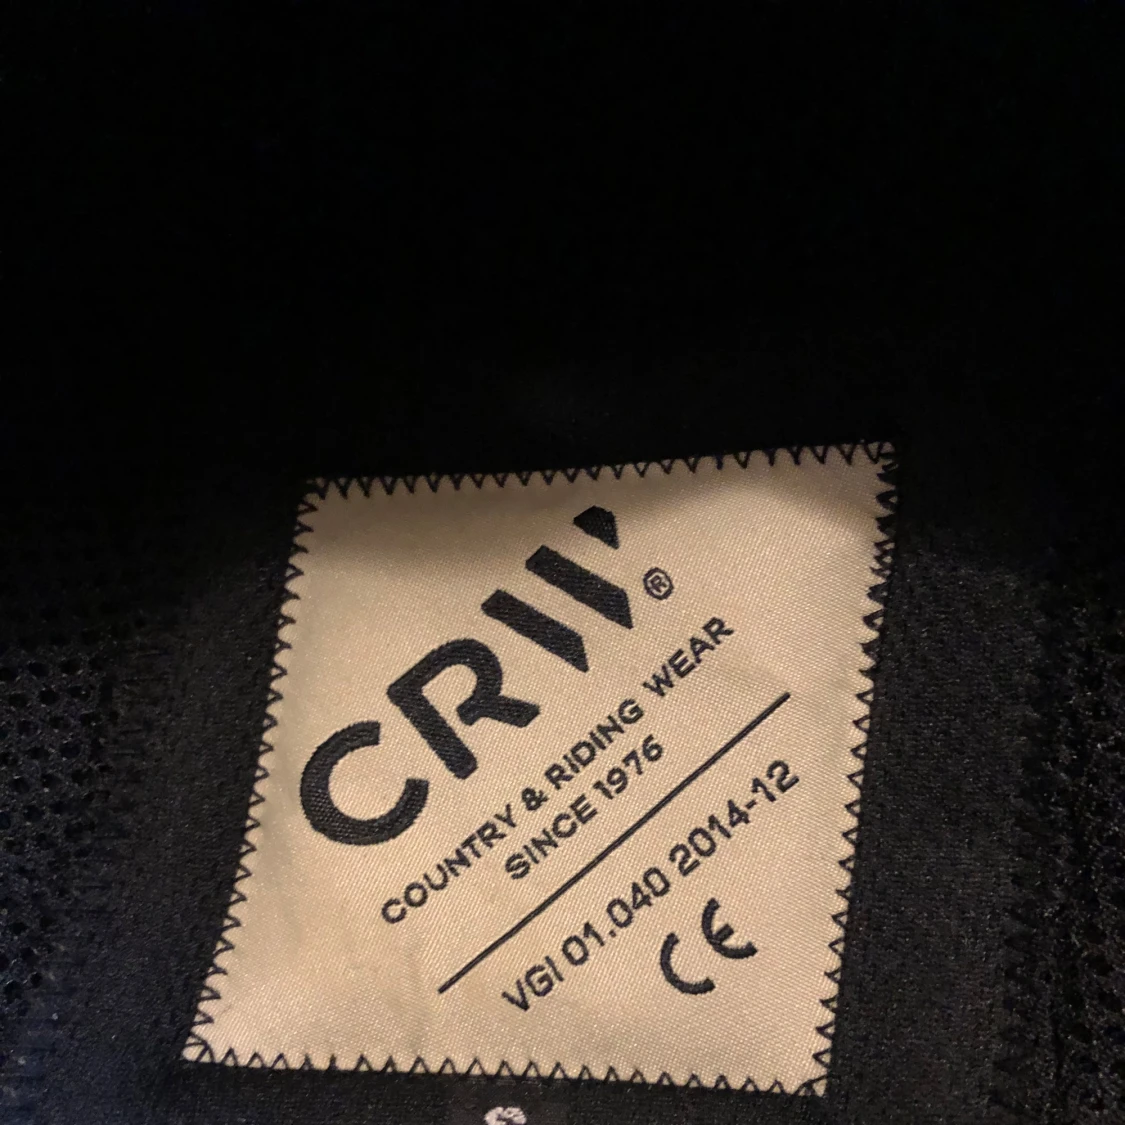 CRW®
COUNTRY & RIDING WEAR
SINCE 1976
VGI 01.040 2014-12
CE